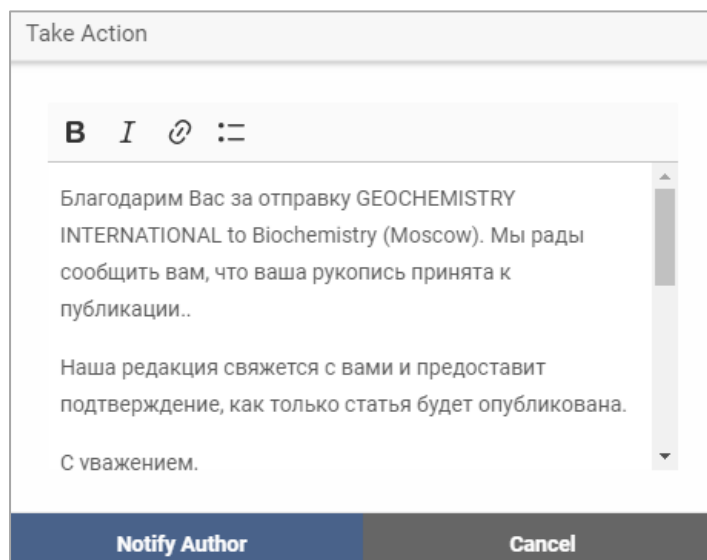 Take Action
B I
Благодарим Вас за отправку GEOCHEMISTRY
INTERNATIONAL to Biochemistry (Moscow). Мы рады
сообщить вам, что ваша рукопись принята к
публикации..
Наша редакция свяжется с вами и предоставит
подтверждение, как только статья будет опубликована.
С уважением.
Notify Author Cancel